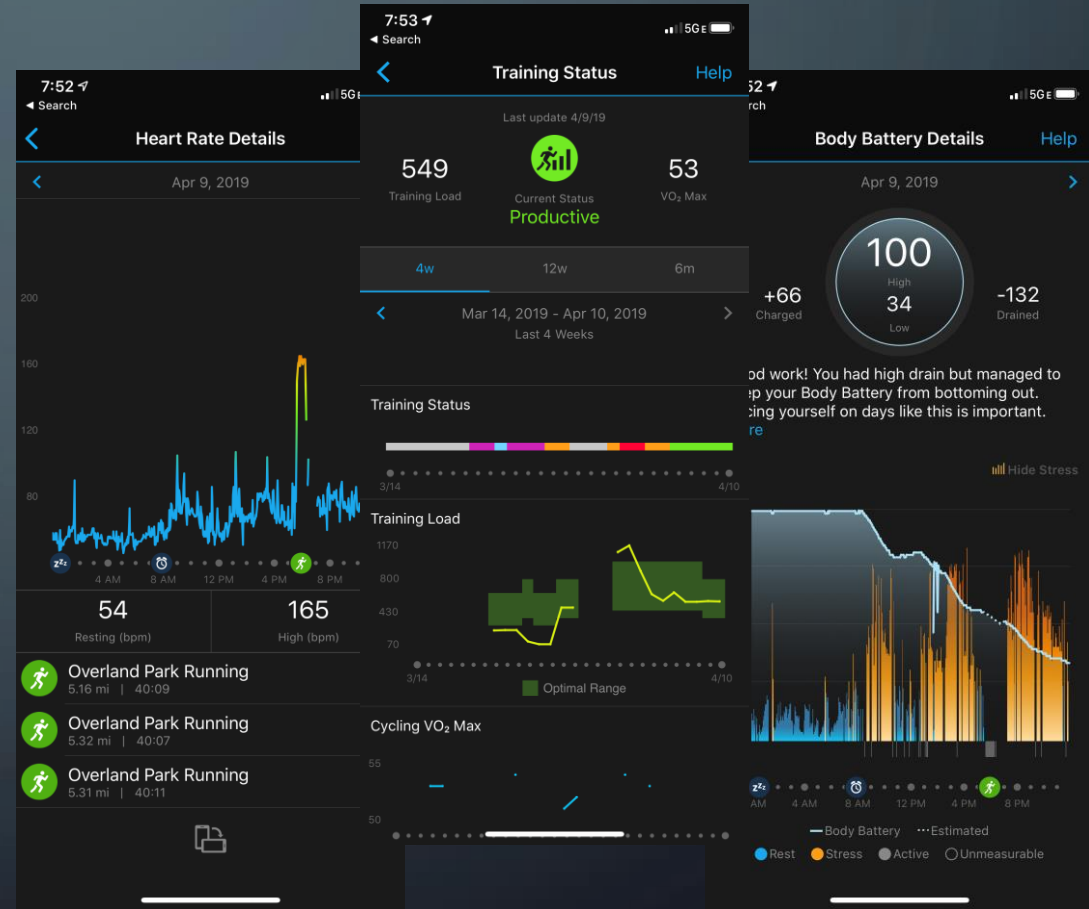 7:52
Search
5G
Heart Rate Details
Apr 9, 2019
200
160
120
80
zZz
4 AM
8 AM
12 PM
4 PM
8 PM
54
Resting (bpm)
165
High (bpm)
Overland Park Running
5.16 mi | 40:09
Overland Park Running
5.32 mi | 40:07
Overland Park Running
5.31 mi | 40:11
7:53
Search
5GE
Training Status
Help
Last update 4/9/19
549
Training Load
Current Status
Productive
53
VO₂ Max
4w
12w
6m
Mar 14, 2019 - Apr 10, 2019
Last 4 Weeks
Training Status
3/14
4/10
Training Load
1170
800
430
70
3/14
4/10
Optimal Range
Cycling VO₂ Max
55
50
52
rch
5GE
Body Battery Details
Help
Apr 9, 2019
100
High
34
Low
+66
Charged
-132
Drained
od work! You had high drain but managed to
ep your Body Battery from bottoming out.
cing yourself on days like this is important.
re
Hide Stress
zZz
AM
4 AM
8 AM
12 PM
4 PM
8 PM
Body Battery
Estimated
Rest
Stress
Active
Unmeasurable